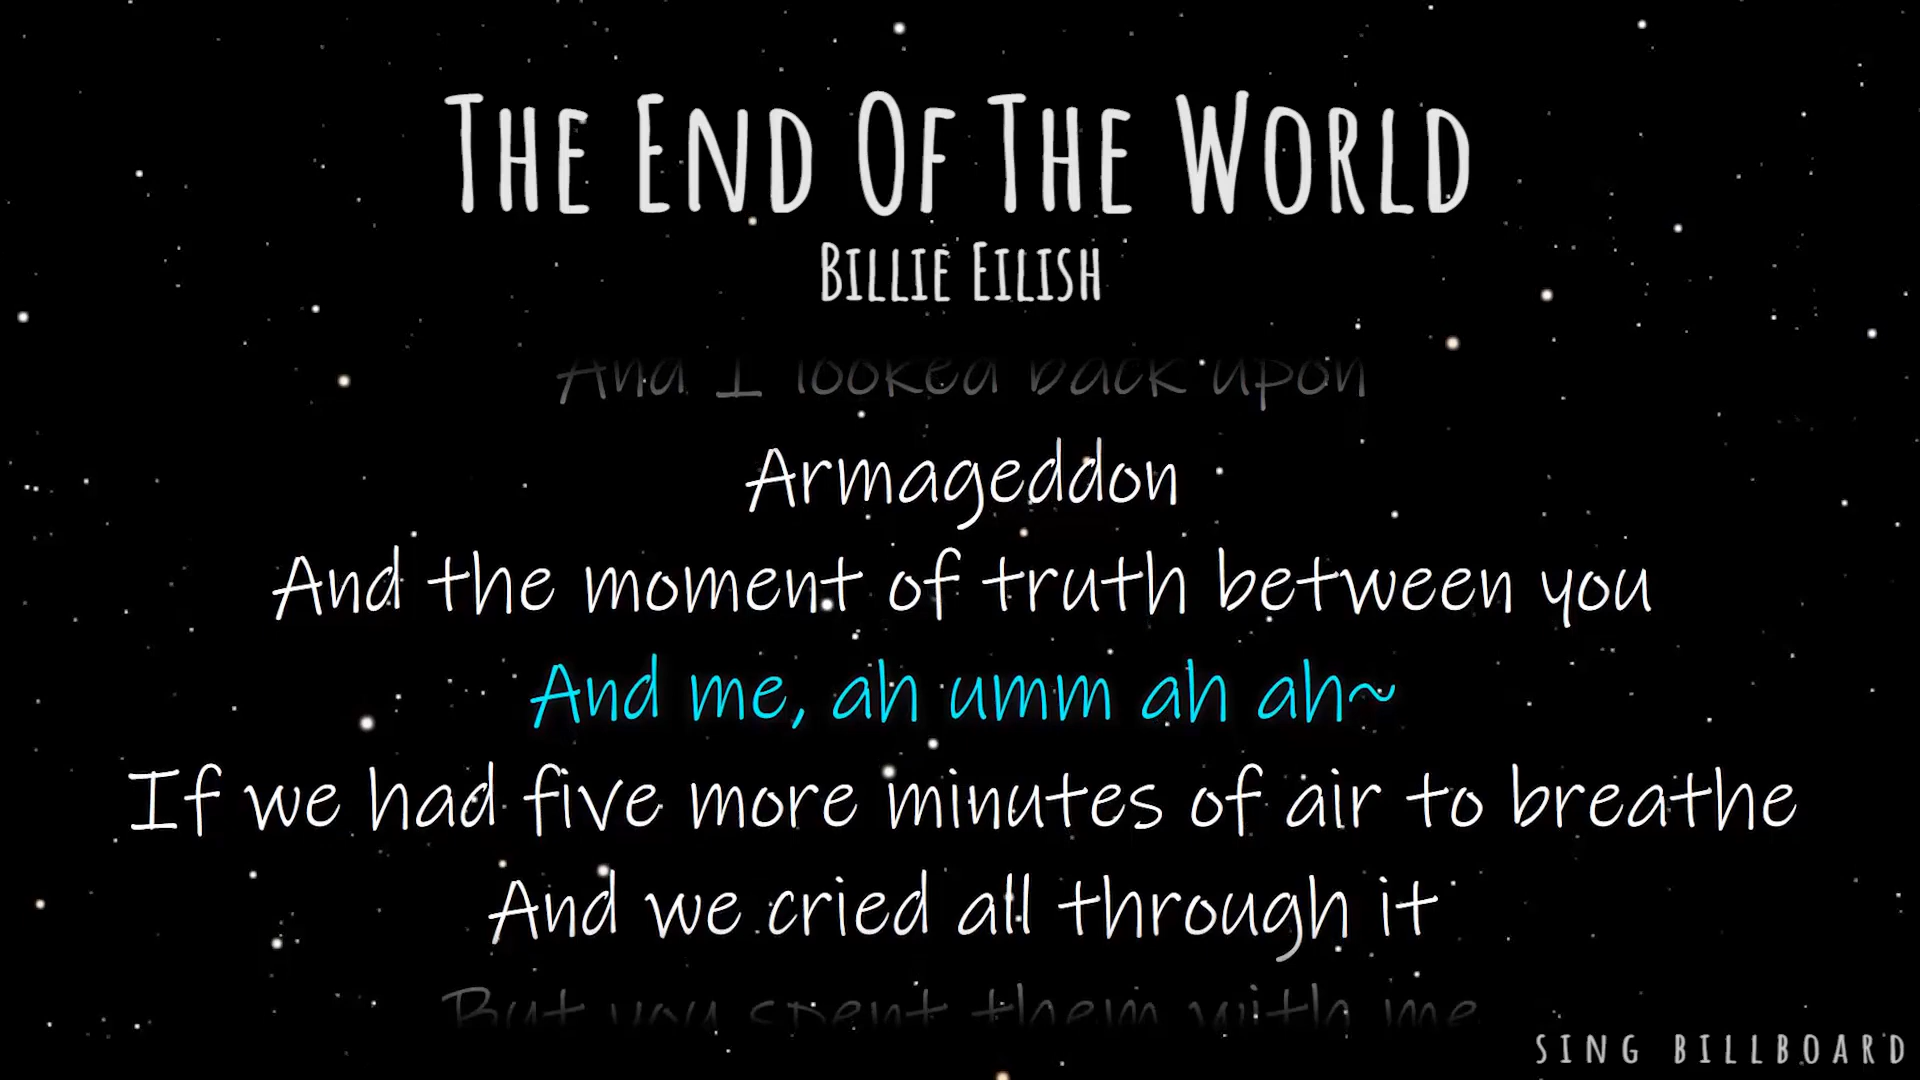 THE END OF THE WORLD
BILLIE EILISH
And I looked back upon
Armageddon
And the moment of truth between you
And me, ah umm ah ah~
If we had five more minutes of air to breathe
And we cried all through it
But you spent them with me
SING BILLBOARD